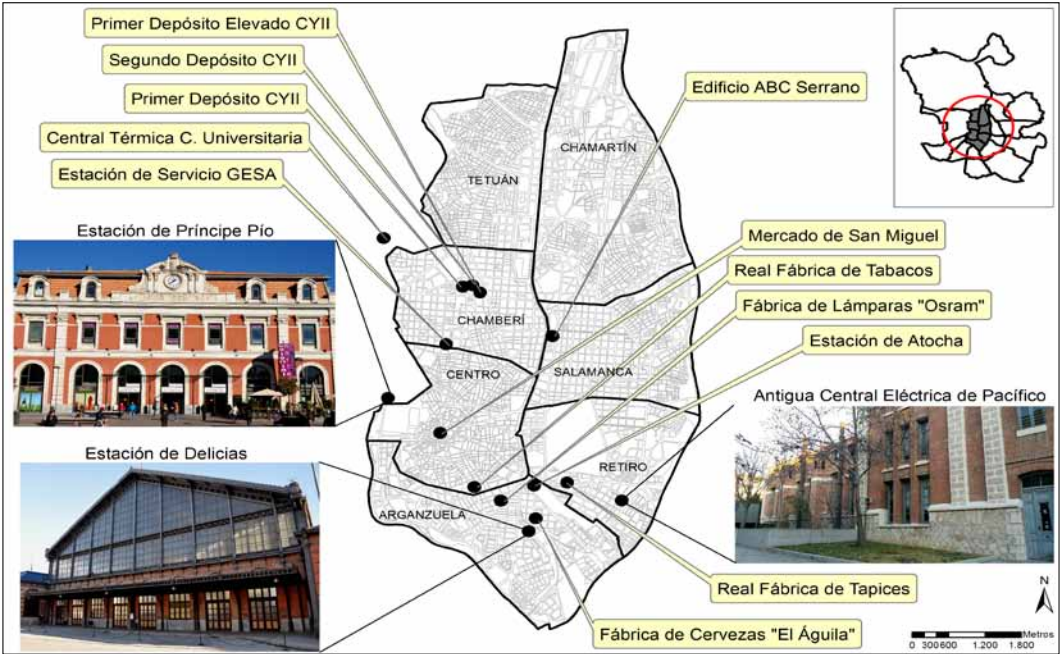 Primer Depósito Elevado CYII
Segundo Depósito CYII
Primer Depósito CYII
Central Térmica C. Universitaria
Estación de Servicio GESA
Estación de Príncipe Pío
Estación de Delicias
Edificio ABC Serrano
Mercado de San Miguel
Real Fábrica de Tabacos
Fábrica de Lámparas "Osram"
Estación de Atocha
Antigua Central Eléctrica de Pacífico
Real Fábrica de Tapices
Fábrica de Cervezas "El Águila"
CHAMARTÍN
TETUÁN
CHAMBERÍ
CENTRO
SALAMANCA
RETIRO
ARGANZUELA
N
Metros
0 300 600 1.200 1.800